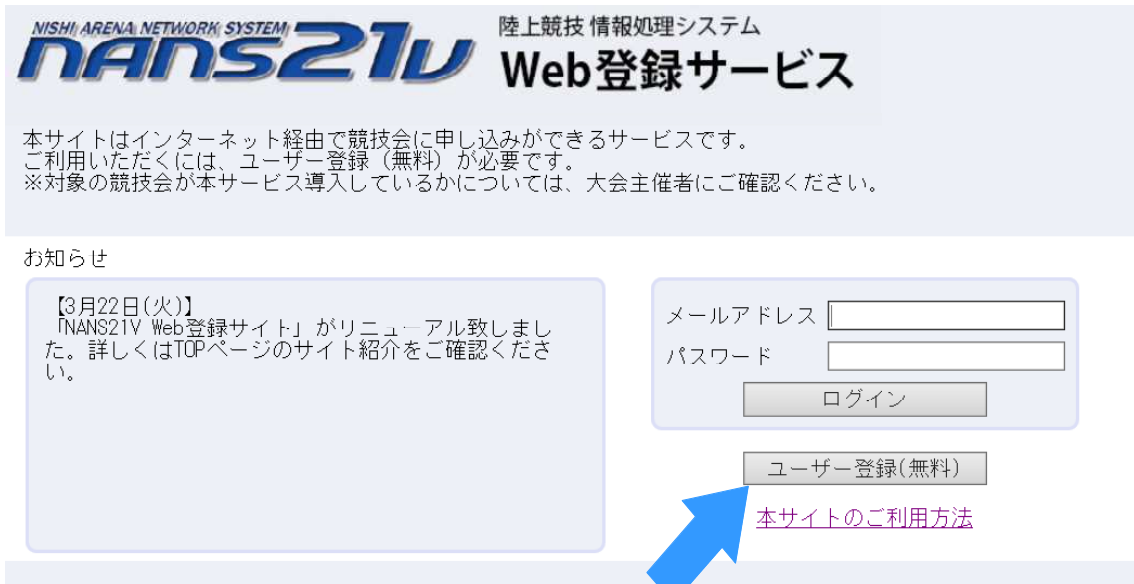 NISHI ARENA NETWORK SYSTEM
nans21v
陸上競技 情報処理システム
Web登録サービス
本サイトはインターネット経由で競技会に申し込みができるサービスです。
ご利用いただくには、ユーザー登録（無料）が必要です。
※対象の競技会が本サービス導入しているかについては、大会主催者にご確認ください。
お知らせ
【3月22日(火)】
「NANS21V Web登録サイト」がリニューアル致しまし
た。詳しくはTOPページのサイト紹介をご確認くださ
い。
メールアドレス
パスワード
ログイン
ユーザー登録(無料)
本サイトのご利用方法